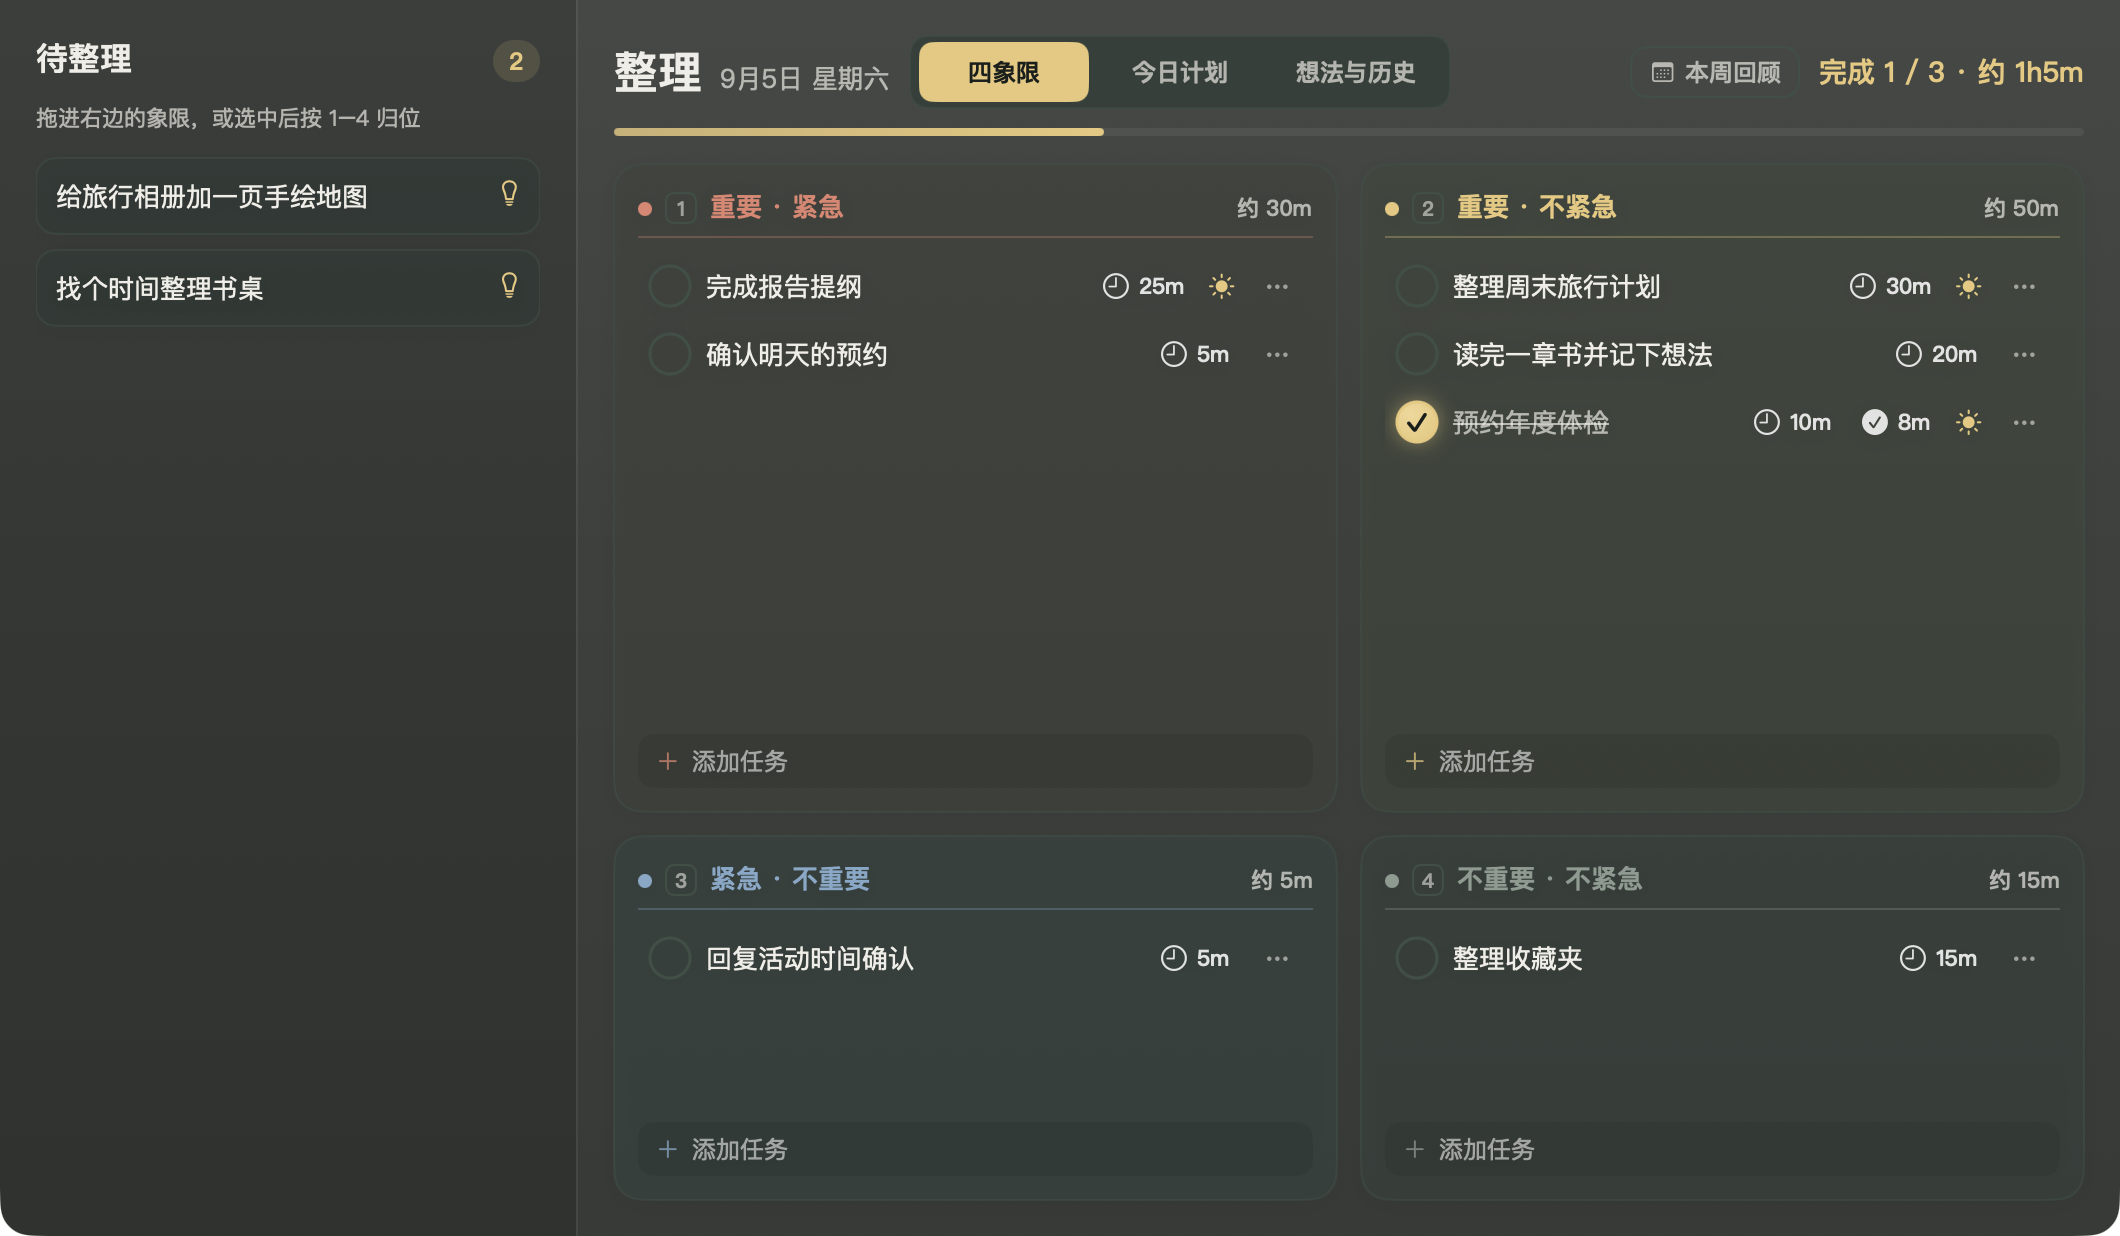 待整理
2
拖进右边的象限，或选中后按 1–4 归位
给旅行相册加一页手绘地图
找个时间整理书桌
整理 9月5日 星期六
四象限 今日计划 想法与历史
本周回顾 完成 1 / 3 · 约 1h5m
1 重要 · 紧急 约 30m
完成报告提纲 25m
确认明天的预约 5m
+ 添加任务
2 重要 · 不紧急 约 50m
整理周末旅行计划 30m
读完一章书并记下想法 20m
预约年度体检 10m 8m
+ 添加任务
3 紧急 · 不重要 约 5m
回复活动时间确认 5m
+ 添加任务
4 不重要 · 不紧急 约 15m
整理收藏夹 15m
+ 添加任务